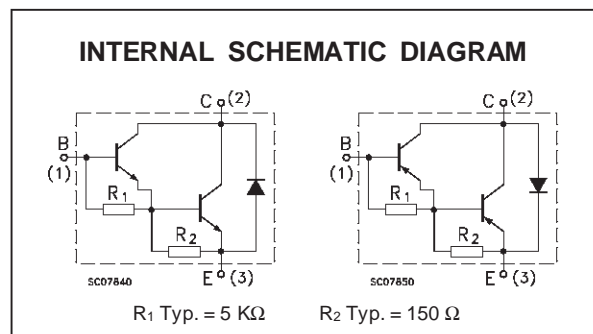 INTERNAL SCHEMATIC DIAGRAM
C (2)
B
(1)
R1
R2
E (3)
SC07840
C (2)
B
(1)
R1
R2
E (3)
SC07850
R1 Typ. = 5 KΩ
R2 Typ. = 150 Ω